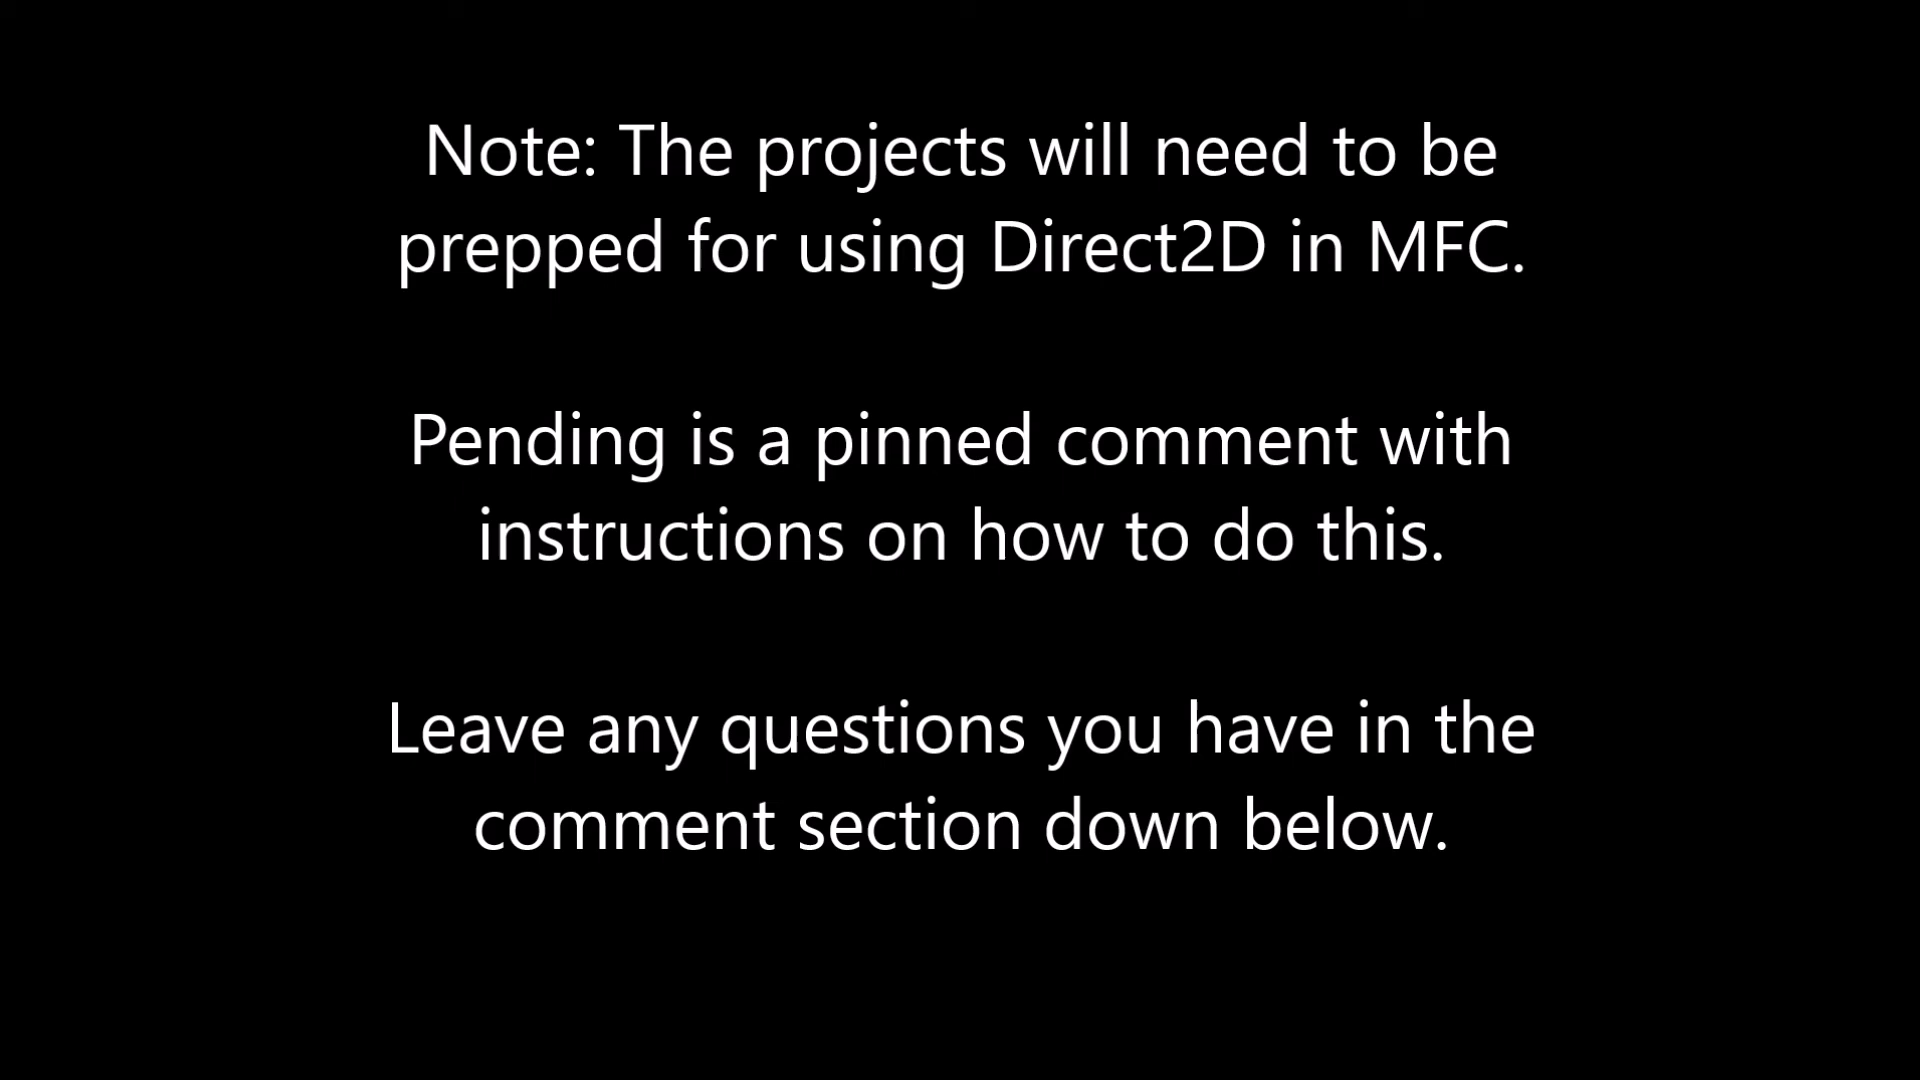 Note: The projects will need to be
prepped for using Direct2D in MFC.
Pending is a pinned comment with
instructions on how to do this.
Leave any questions you have in the
comment section down below.